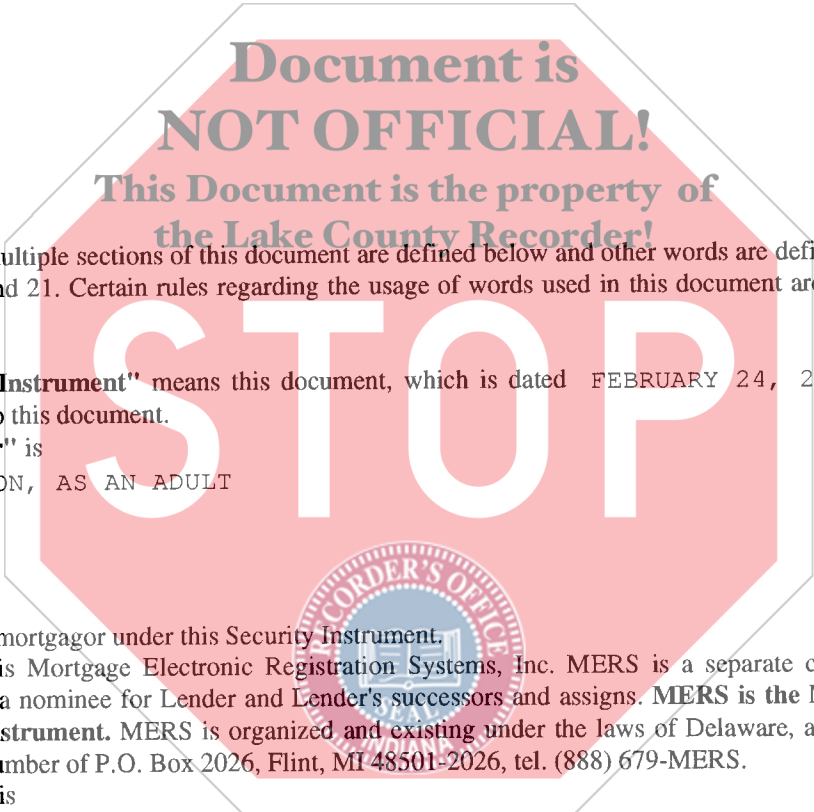 Document is
NOT OFFICIAL!
This Document is the property of
the Lake County Recorder!
ultiple sections of this document are defined below and other words are defi
nd 21. Certain rules regarding the usage of words used in this document are
STOP
Instrument" means this document, which is dated FEBRUARY 24, 2
o this document.
r" is
ON, AS AN ADULT
RECORDER'S OFFICE
SEAL
INDIANA
mortgagor under this Security Instrument.
is Mortgage Electronic Registration Systems, Inc. MERS is a separate c
a nominee for Lender and Lender's successors and assigns. MERS is the M
strument. MERS is organized and existing under the laws of Delaware, a
umber of P.O. Box 2026, Flint, MI 48501-2026, tel. (888) 679-MERS.
is